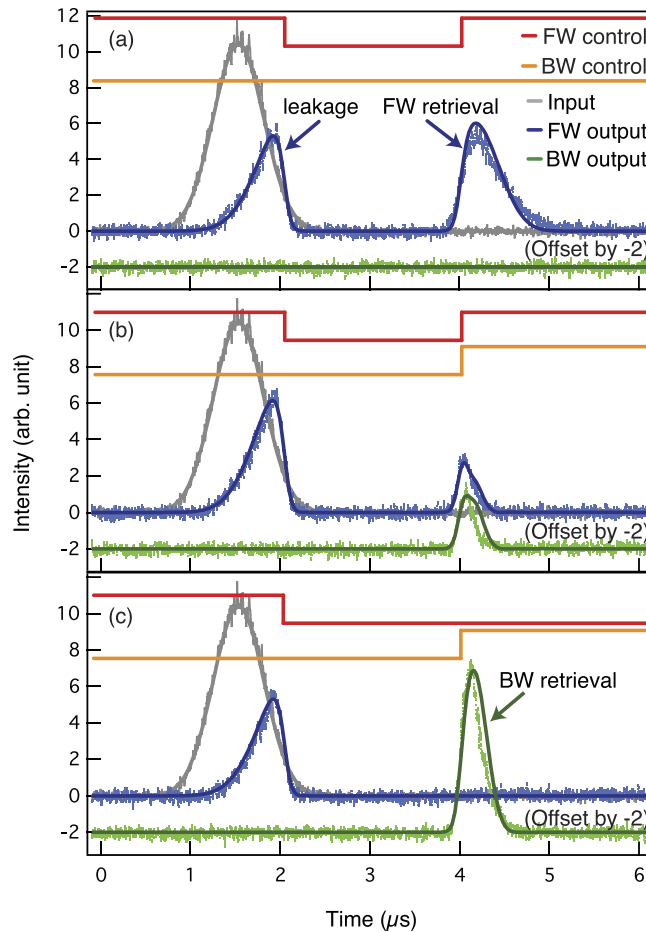 12
10
8
6
4
2
0
-2
(a)
FW control
BW control
Input
FW output
BW output
leakage
FW retrieval
(Offset by -2)
10
8
6
4
2
0
-2
(b)
(Offset by -2)
10
8
6
4
2
0
-2
(c)
BW retrieval
(Offset by -2)
Intensity (arb. unit)
0 1 2 3 4 5 6
Time (µs)